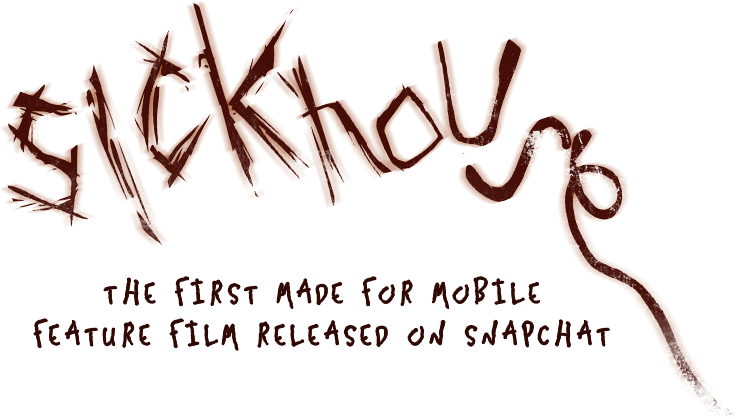 sickhouse
THE FIRST MADE FOR MOBILE
FEATURE FILM RELEASED ON SNAPCHAT